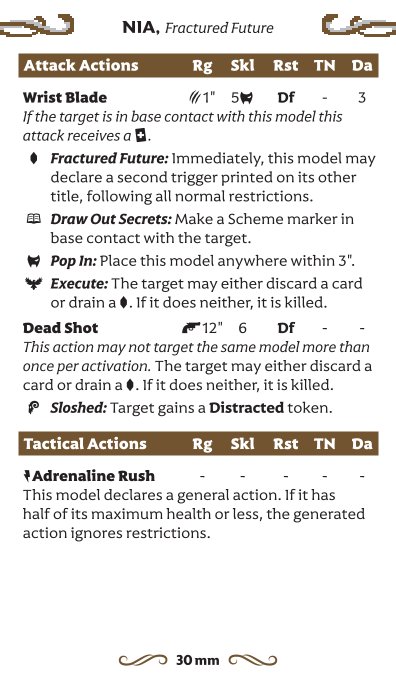 NIA, Fractured Future
Attack Actions Rg Skl Rst TN Da
Wrist Blade 1" 5 Df - 3
If the target is in base contact with this model this
attack receives a .
Fractured Future: Immediately, this model may
declare a second trigger printed on its other
title, following all normal restrictions.
Draw Out Secrets: Make a Scheme marker in
base contact with the target.
Pop In: Place this model anywhere within 3".
Execute: The target may either discard a card
or drain a . If it does neither, it is killed.
Dead Shot 12" 6 Df - -
This action may not target the same model more than
once per activation. The target may either discard a
card or drain a . If it does neither, it is killed.
Sloshed: Target gains a Distracted token.
Tactical Actions Rg Skl Rst TN Da
Adrenaline Rush - - - - -
This model declares a general action. If it has
half of its maximum health or less, the generated
action ignores restrictions.
30 mm